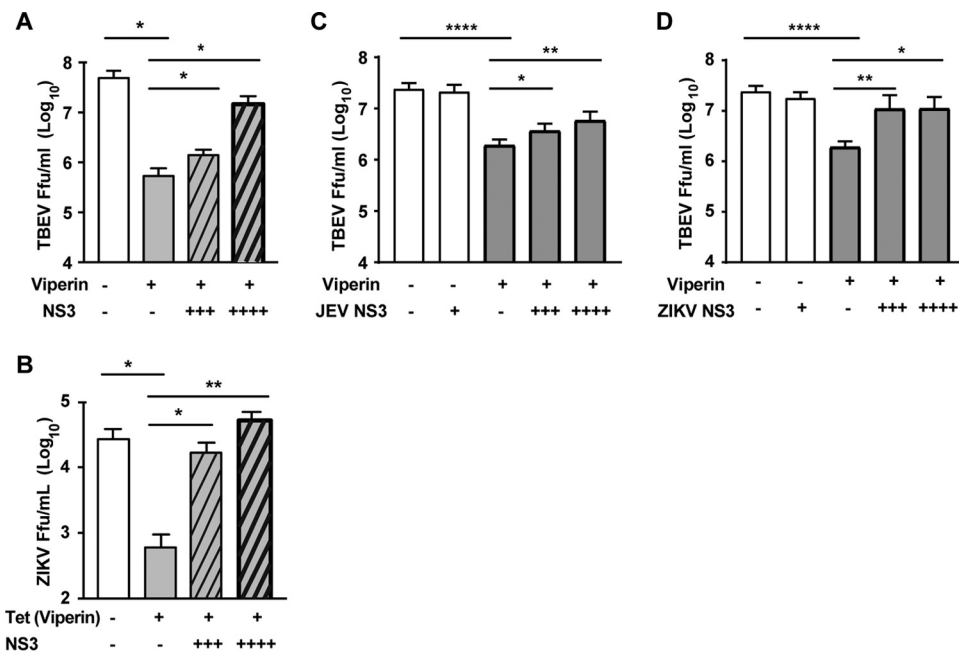 A
*
*
*
TBEV Ffu/ml (Log10)
8
7
6
5
4
Viperin - + + +
NS3 - - +++ ++++
C
****
**
*
TBEV Ffu/ml (Log10)
8
7
6
5
4
Viperin - - + + +
JEV NS3 - + - +++ ++++
D
****
*
**
TBEV Ffu/ml (Log10)
8
7
6
5
4
Viperin - - + + +
ZIKV NS3 - + - +++ ++++
B
*
**
*
ZIKV Ffu/mL (Log10)
5
4
3
2
Tet (Viperin) - + + +
NS3 - - +++ ++++